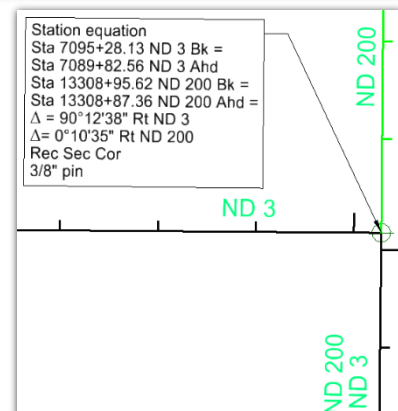 Station equation
Sta 7095+28.13 ND 3 Bk =
Sta 7089+82.56 ND 3 Ahd
Sta 13308+95.62 ND 200 Bk =
Sta 13308+87.36 ND 200 Ahd =
Δ = 90°12'38" Rt ND 3
Δ= 0°10'35" Rt ND 200
Rec Sec Cor
3/8" pin
ND 200
ND 3
ND 200
ND 3